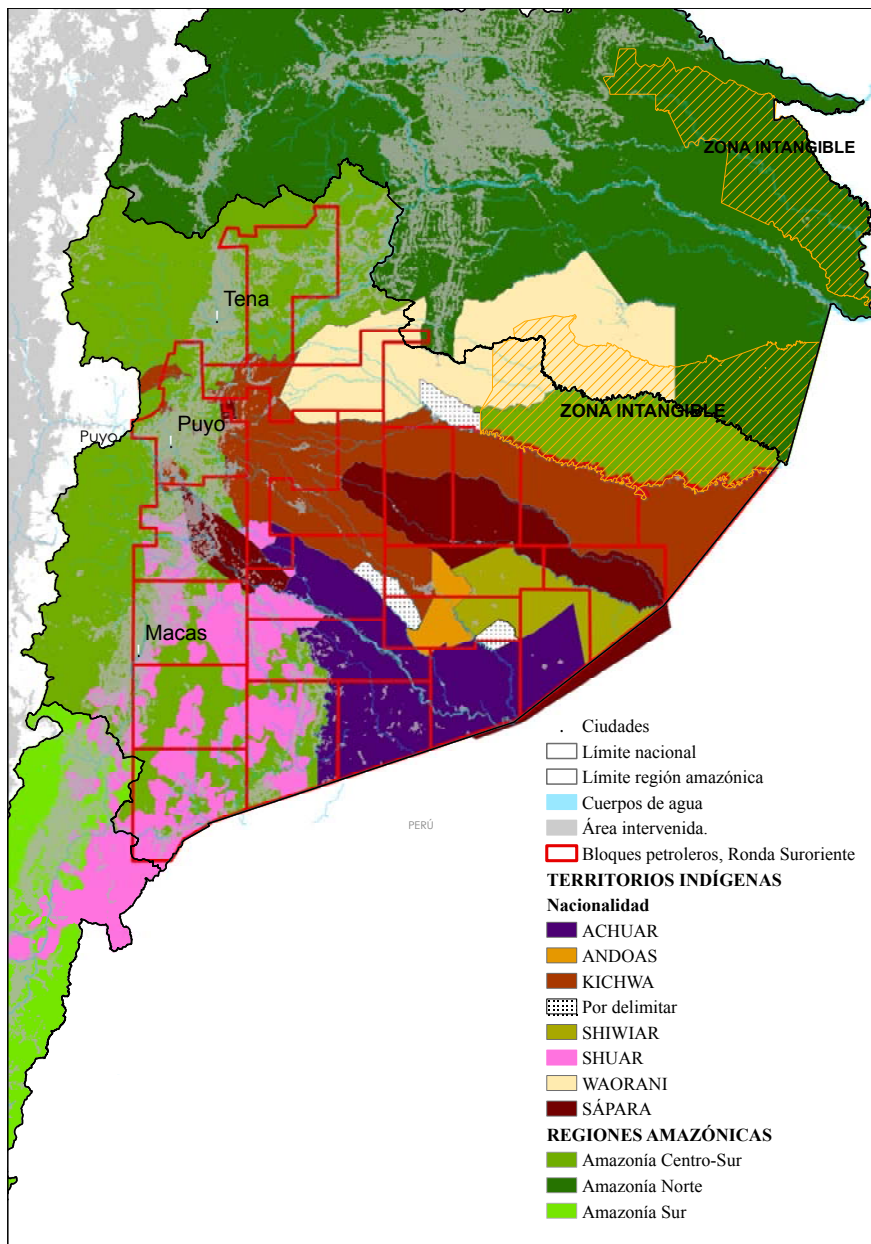 ZONA INTANGIBLE
Tena
ZONA INTANGIBLE
Puyo
Puyo
Macas
PERÚ
. Ciudades
Límite nacional
Límite región amazónica
Cuerpos de agua
Área intervenida.
Bloques petroleros, Ronda Suroriente
TERRITORIOS INDÍGENAS
Nacionalidad
ACHUAR
ANDOAS
KICHWA
Por delimitar
SHIWIAR
SHUAR
WAORANI
SÁPARA
REGIONES AMAZÓNICAS
Amazonía Centro-Sur
Amazonía Norte
Amazonía Sur